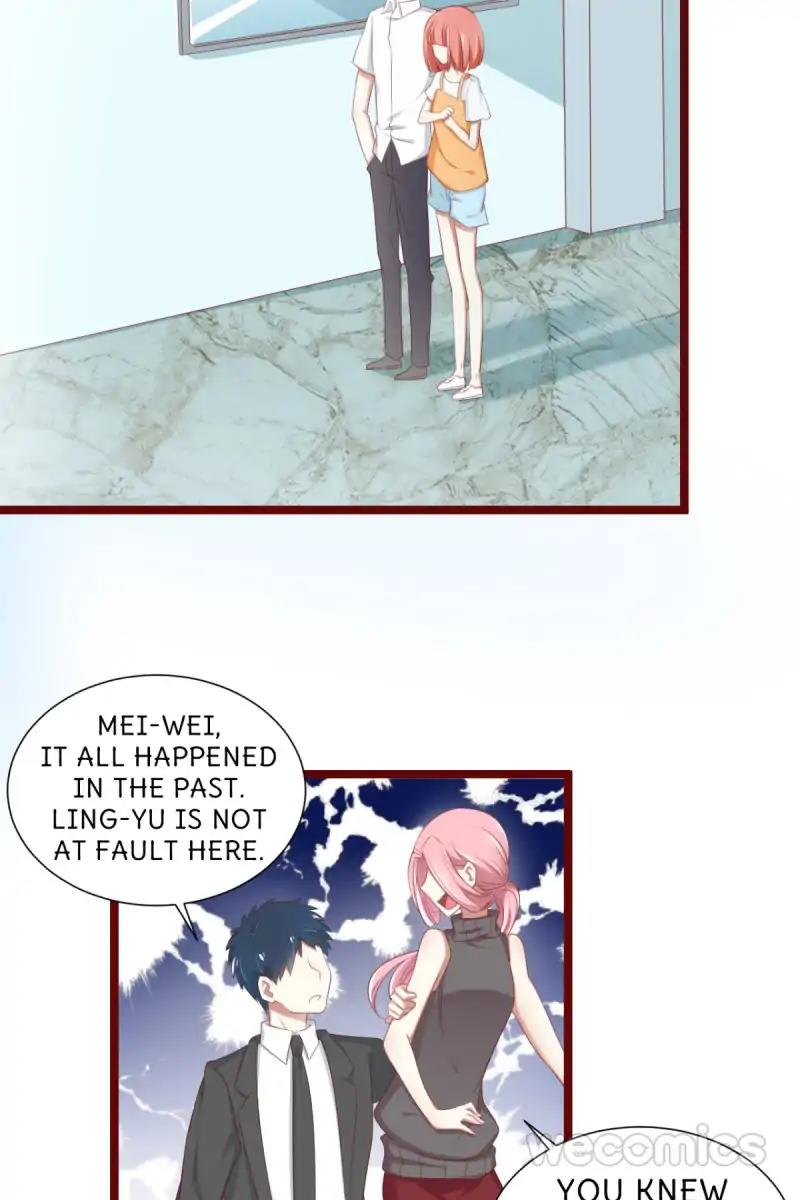 MEI-WEI,
IT ALL HAPPENED
IN THE PAST.
LING-YU IS NOT
AT FAULT HERE.
wecomics
YOU KNEW